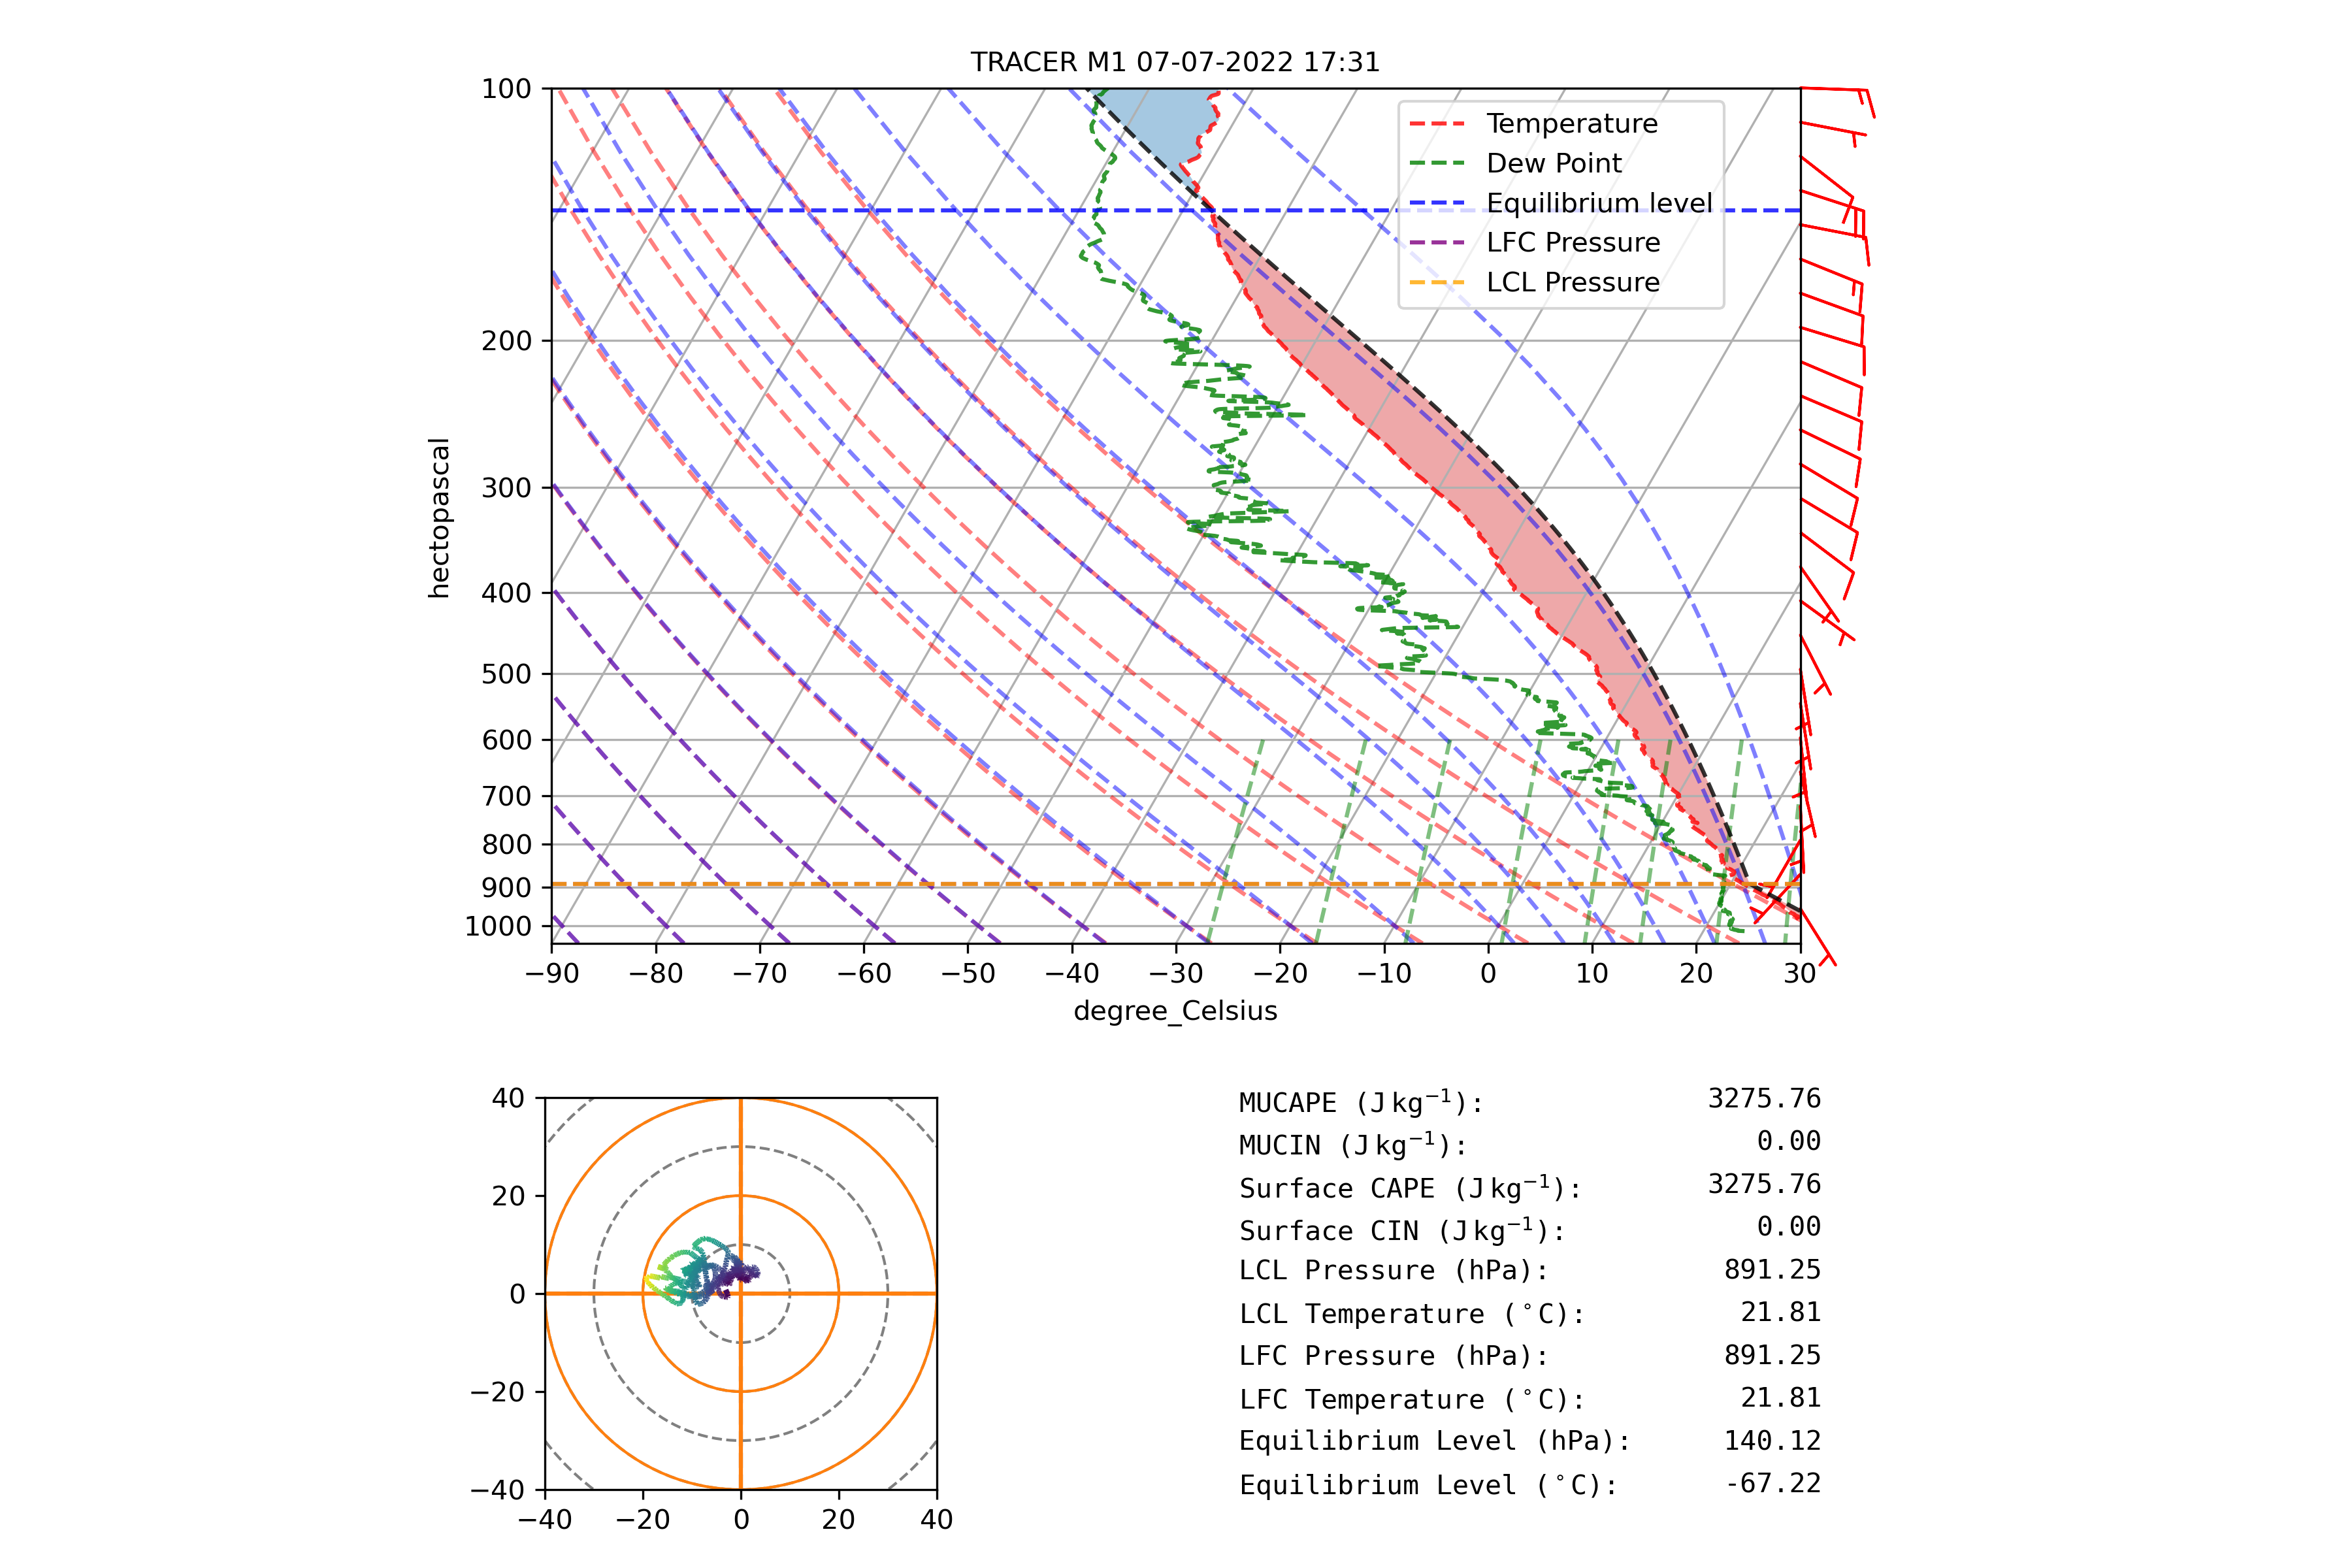 TRACER M1 07-07-2022 17:31
100
200
300
400
500
600
700
800
900
1000
hectopascal
Temperature
Dew Point
Equilibrium level
LFC Pressure
LCL Pressure
−90 −80 −70 −60 −50 −40 −30 −20 −10 0 10 20 30
degree_Celsius
40
20
0
−20
−40
−40 −20 0 20 40
MUCAPE (J kg⁻¹): 3275.76
MUCIN (J kg⁻¹): 0.00
Surface CAPE (J kg⁻¹): 3275.76
Surface CIN (J kg⁻¹): 0.00
LCL Pressure (hPa): 891.25
LCL Temperature (°C): 21.81
LFC Pressure (hPa): 891.25
LFC Temperature (°C): 21.81
Equilibrium Level (hPa): 140.12
Equilibrium Level (°C): -67.22